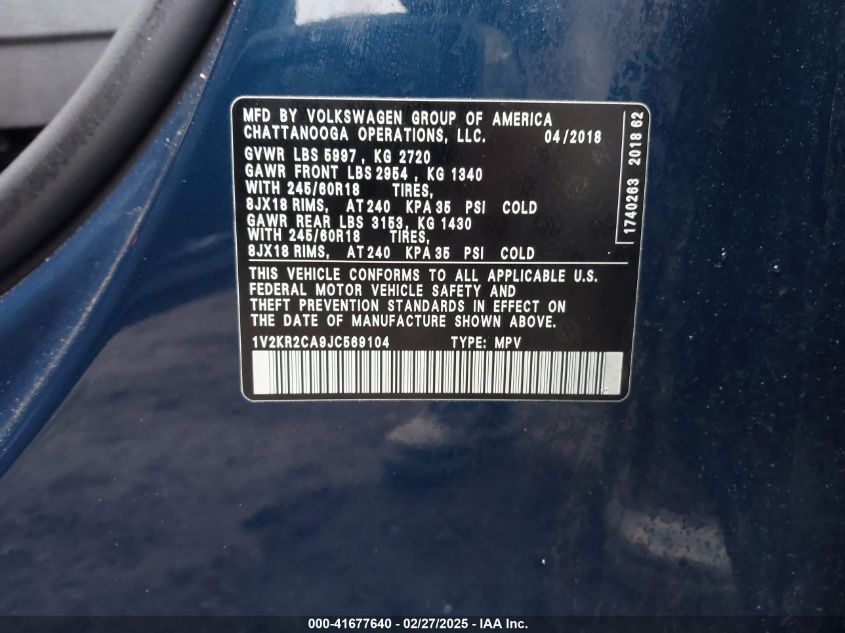 MFD BY VOLKSWAGEN GROUP OF AMERICA
CHATTANOOGA OPERATIONS, LLC. 04/2018
GVWR LBS 5997 , KG 2720
GAWR FRONT LBS 2954 , KG 1340
WITH 245/60R18 TIRES,
8JX18 RIMS, AT 240 KPA 35 PSI COLD
GAWR REAR LBS 3153, KG 1430
WITH 245/60R18 TIRES,
8JX18 RIMS, AT 240 KPA 35 PSI COLD
THIS VEHICLE CONFORMS TO ALL APPLICABLE U.S.
FEDERAL MOTOR VEHICLE SAFETY AND
THEFT PREVENTION STANDARDS IN EFFECT ON
THE DATE OF MANUFACTURE SHOWN ABOVE.
1V2KR2CA9JC569104 TYPE: MPV
1740263 2018 62
000-41677640 - 02/27/2025 - IAA Inc.